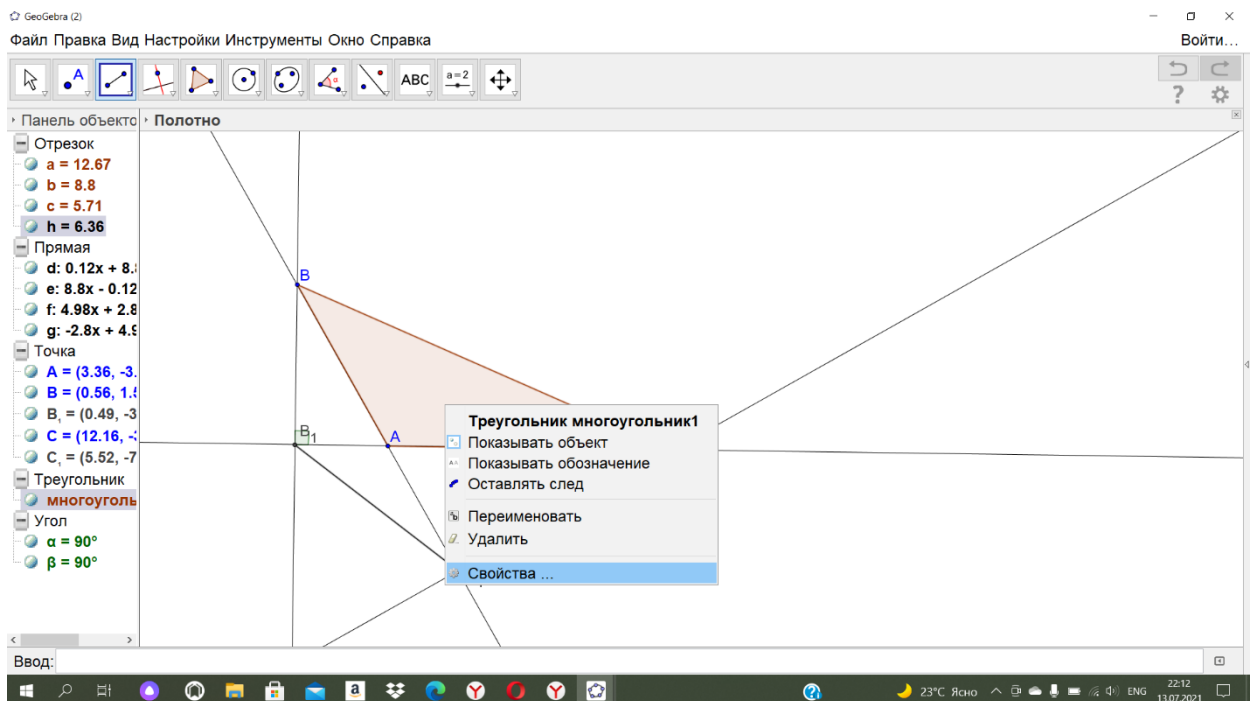 GeoGebra (2)
Файл Правка Вид Настройки Инструменты Окно Справка
Войти...
A
ABC
a=2
?
Панель объекто
Полотно
Отрезок
a = 12.67
b = 8.8
c = 5.71
h = 6.36
Прямая
d: 0.12x + 8.
e: 8.8x - 0.12
f: 4.98x + 2.8
g: -2.8x + 4.9
Точка
A = (3.36, -3.
B = (0.56, 1.
B₁ = (0.49, -3
C = (12.16, -
C₁ = (5.52, -7
Треугольник
многоуголь
Угол
α = 90°
β = 90°
B
B₁
A
Треугольник многоугольник1
Показывать объект
Показывать обозначение
Оставлять след
Переименовать
Удалить
Свойства ...
Ввод:
23°C Ясно
ENG
22:12
13.07.2021